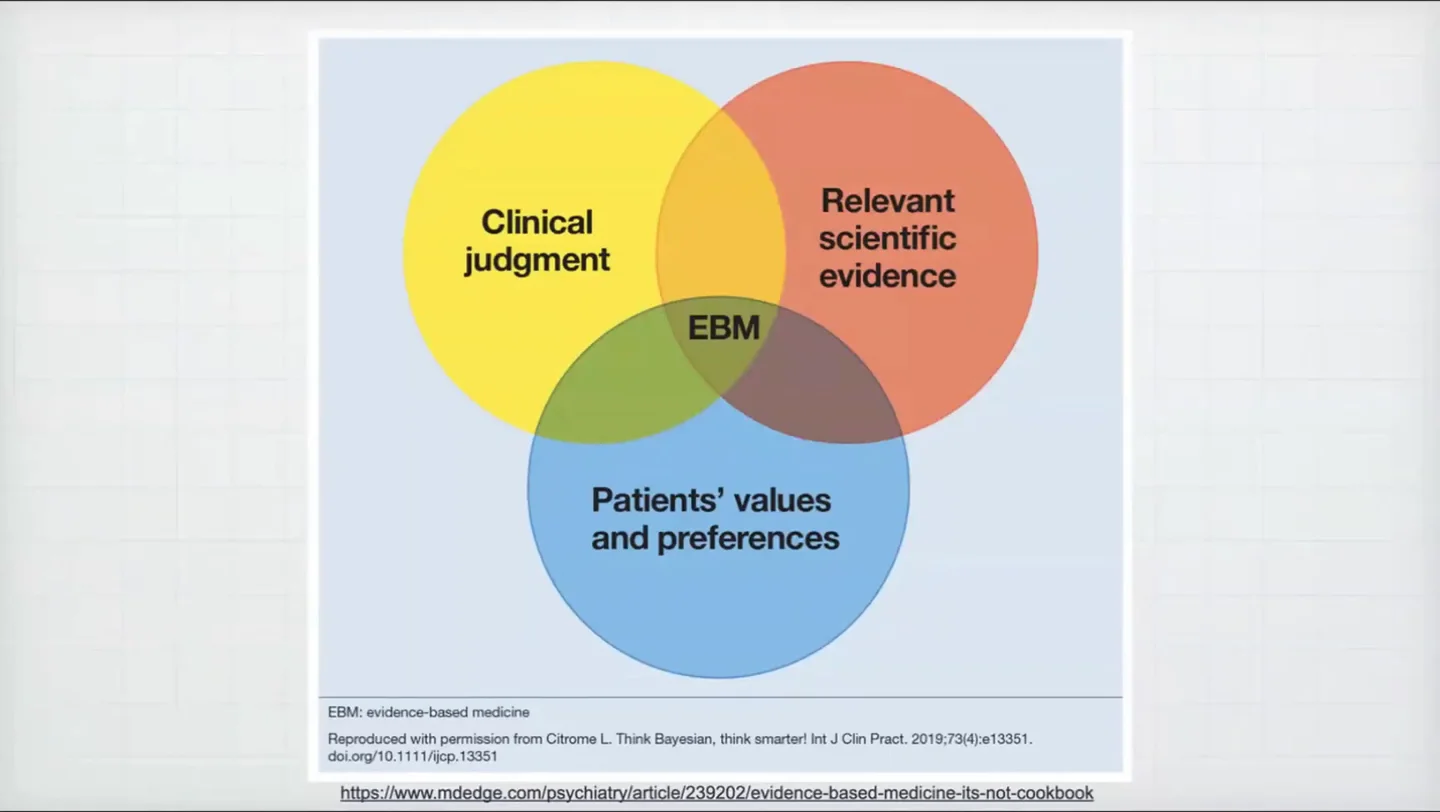 Clinical
judgment
Relevant
scientific
evidence
EBM
Patients’ values
and preferences
EBM: evidence-based medicine
Reproduced with permission from Citrome L. Think Bayesian, think smarter! Int J Clin Pract. 2019;73(4):e13351.
doi.org/10.1111/ijcp.13351
https://www.mdedge.com/psychiatry/article/239202/evidence-based-medicine-its-not-cookbook